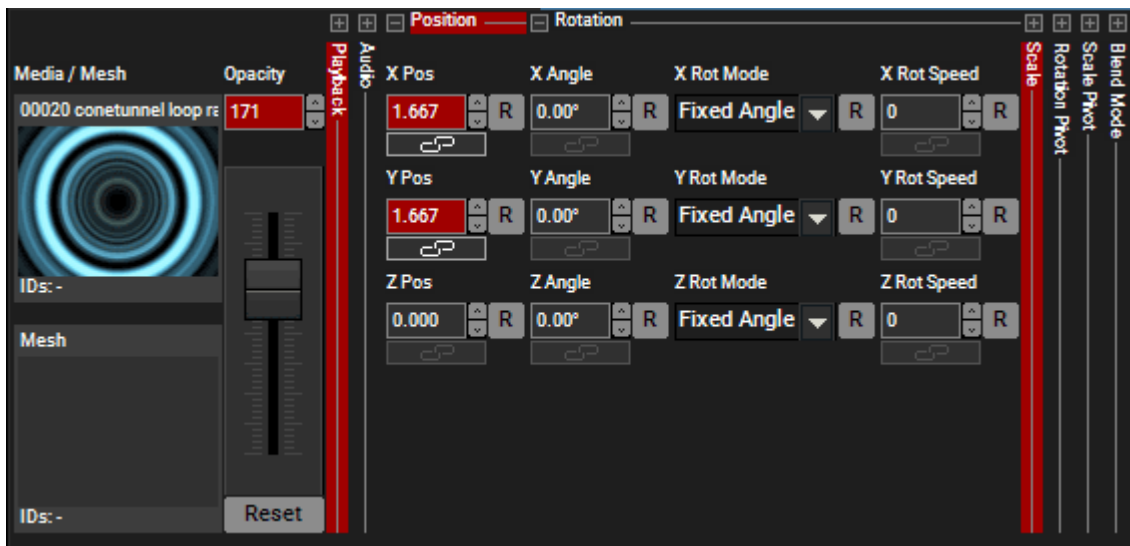 Position
Rotation
Media / Mesh
Opacity
Playback
Audio
X Pos
X Angle
X Rot Mode
X Rot Speed
Scale
Rotation Pivot
Scale Pivot
Blend Mode
00020 conetunnel loop ra
171
1.667
R
0.00°
R
Fixed Angle
R
0
R
Y Pos
Y Angle
Y Rot Mode
Y Rot Speed
1.667
R
0.00°
R
Fixed Angle
R
0
R
IDs: -
Z Pos
Z Angle
Z Rot Mode
Z Rot Speed
0.000
R
0.00°
R
Fixed Angle
R
0
R
Mesh
IDs: -
Reset